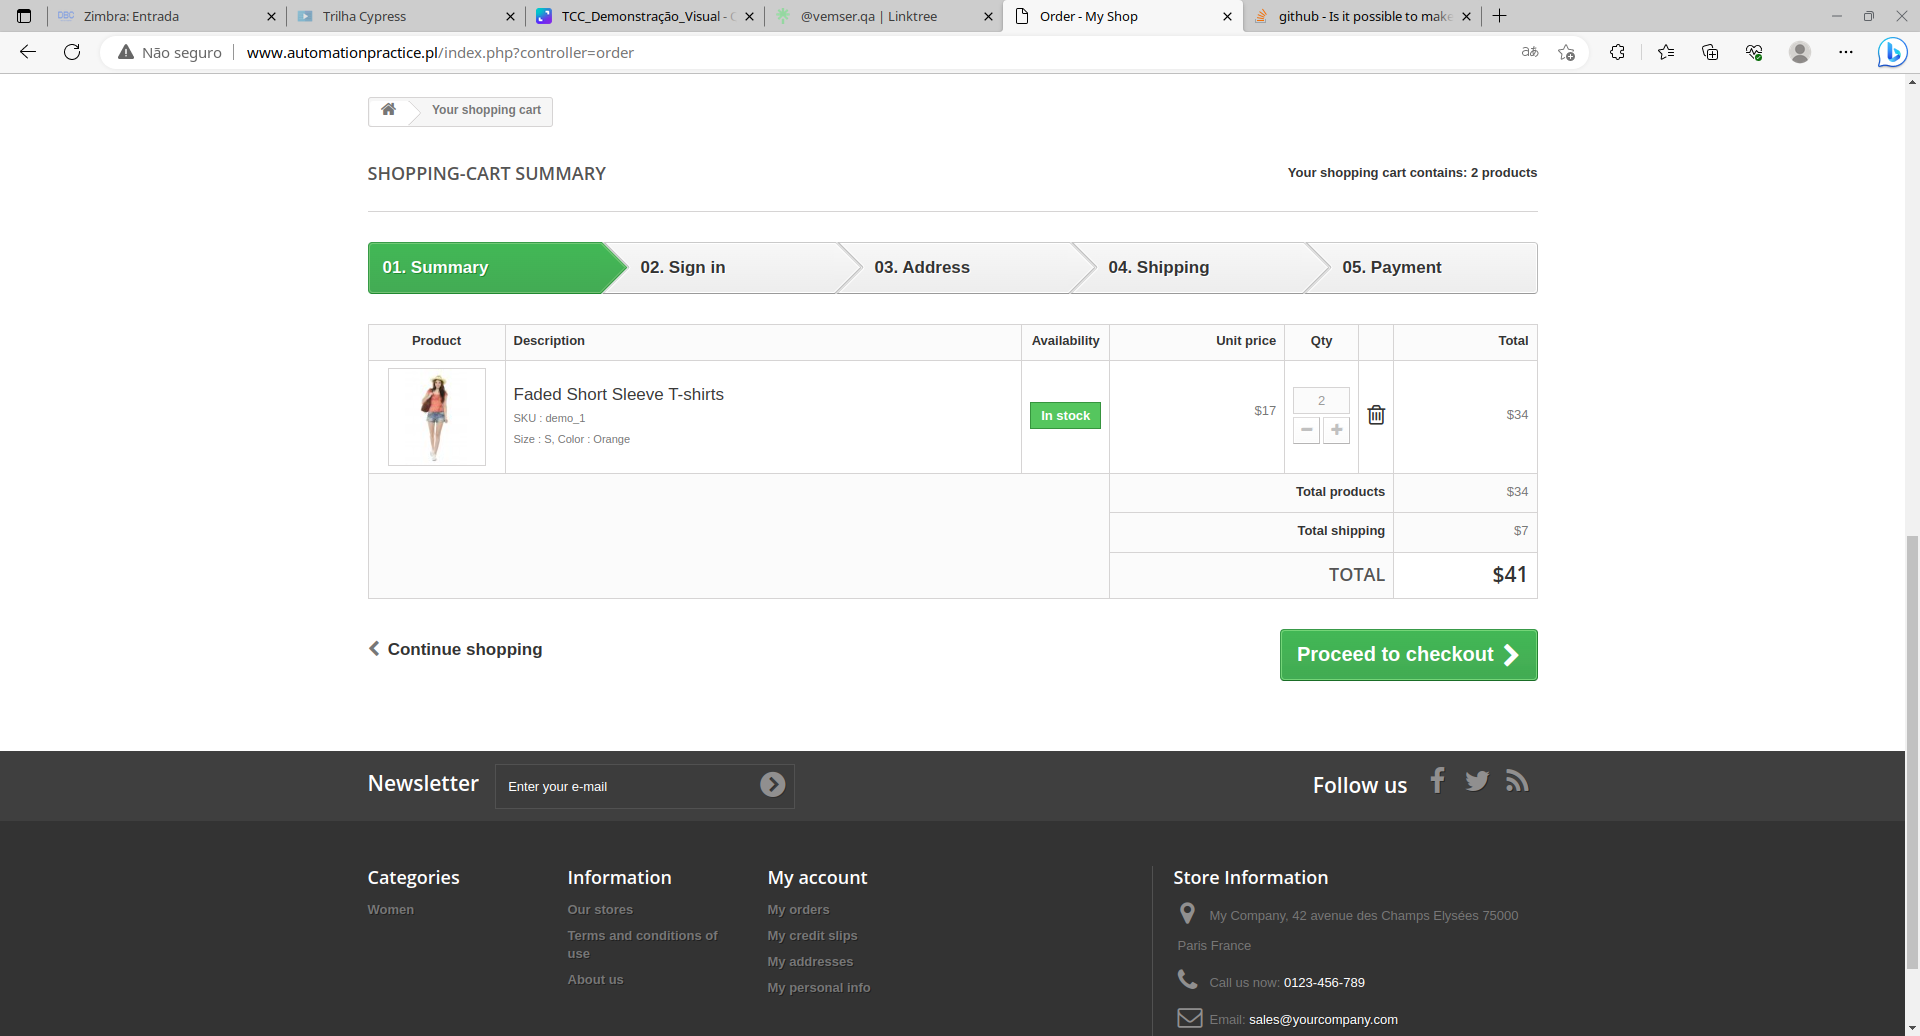 DBC Zimbra: Entrada
Trilha Cypress
TCC_Demonstração_Visual -
@vemser.qa | Linktree
Order - My Shop
github - Is it possible to make
Não seguro www.automationpractice.pl/index.php?controller=order
Your shopping cart
SHOPPING-CART SUMMARY
Your shopping cart contains: 2 products
01. Summary 02. Sign in 03. Address 04. Shipping 05. Payment
Product Description Availability Unit price Qty Total
Faded Short Sleeve T-shirts
SKU : demo_1
Size : S, Color : Orange
In stock
$17
2
$34
Total products $34
Total shipping $7
TOTAL $41
Continue shopping
Proceed to checkout
Newsletter
Enter your e-mail
Follow us
Categories
Women
Information
Our stores
Terms and conditions of
use
About us
My account
My orders
My credit slips
My addresses
My personal info
Store Information
My Company, 42 avenue des Champs Elysées 75000
Paris France
Call us now: 0123-456-789
Email: sales@yourcompany.com